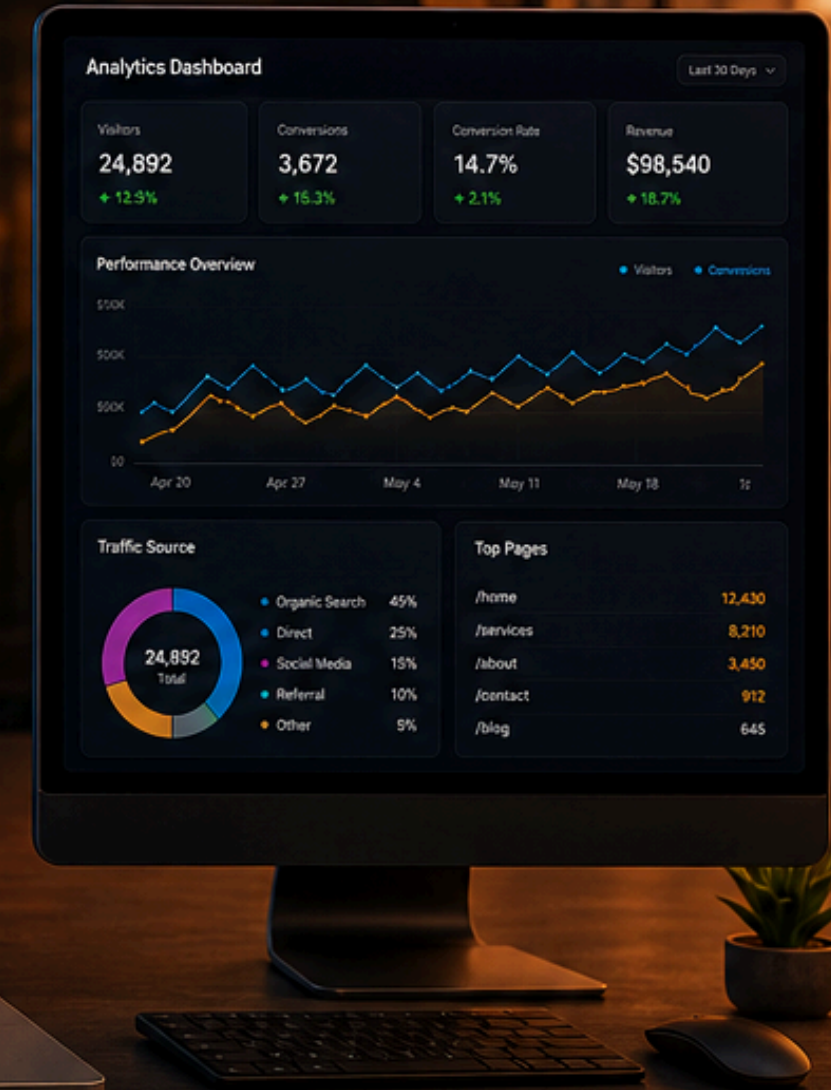 Analytics Dashboard
Last 30 Days
Visitors
Conversions
Conversion Rate
Revenue
24,892
3,672
14.7%
$98,540
+ 12.9%
+ 15.3%
+ 2.1%
+ 18.7%
Performance Overview
Visitors
Conversions
$0
Apr 20
Apr 27
May 4
May 11
May 18
Traffic Source
Organic Search 45%
Direct 25%
Social Media 15%
Referral 10%
Other 5%
24,892
Total
Top Pages
/home 12,430
/services 8,210
/about 3,450
/contact 912
/blog 645